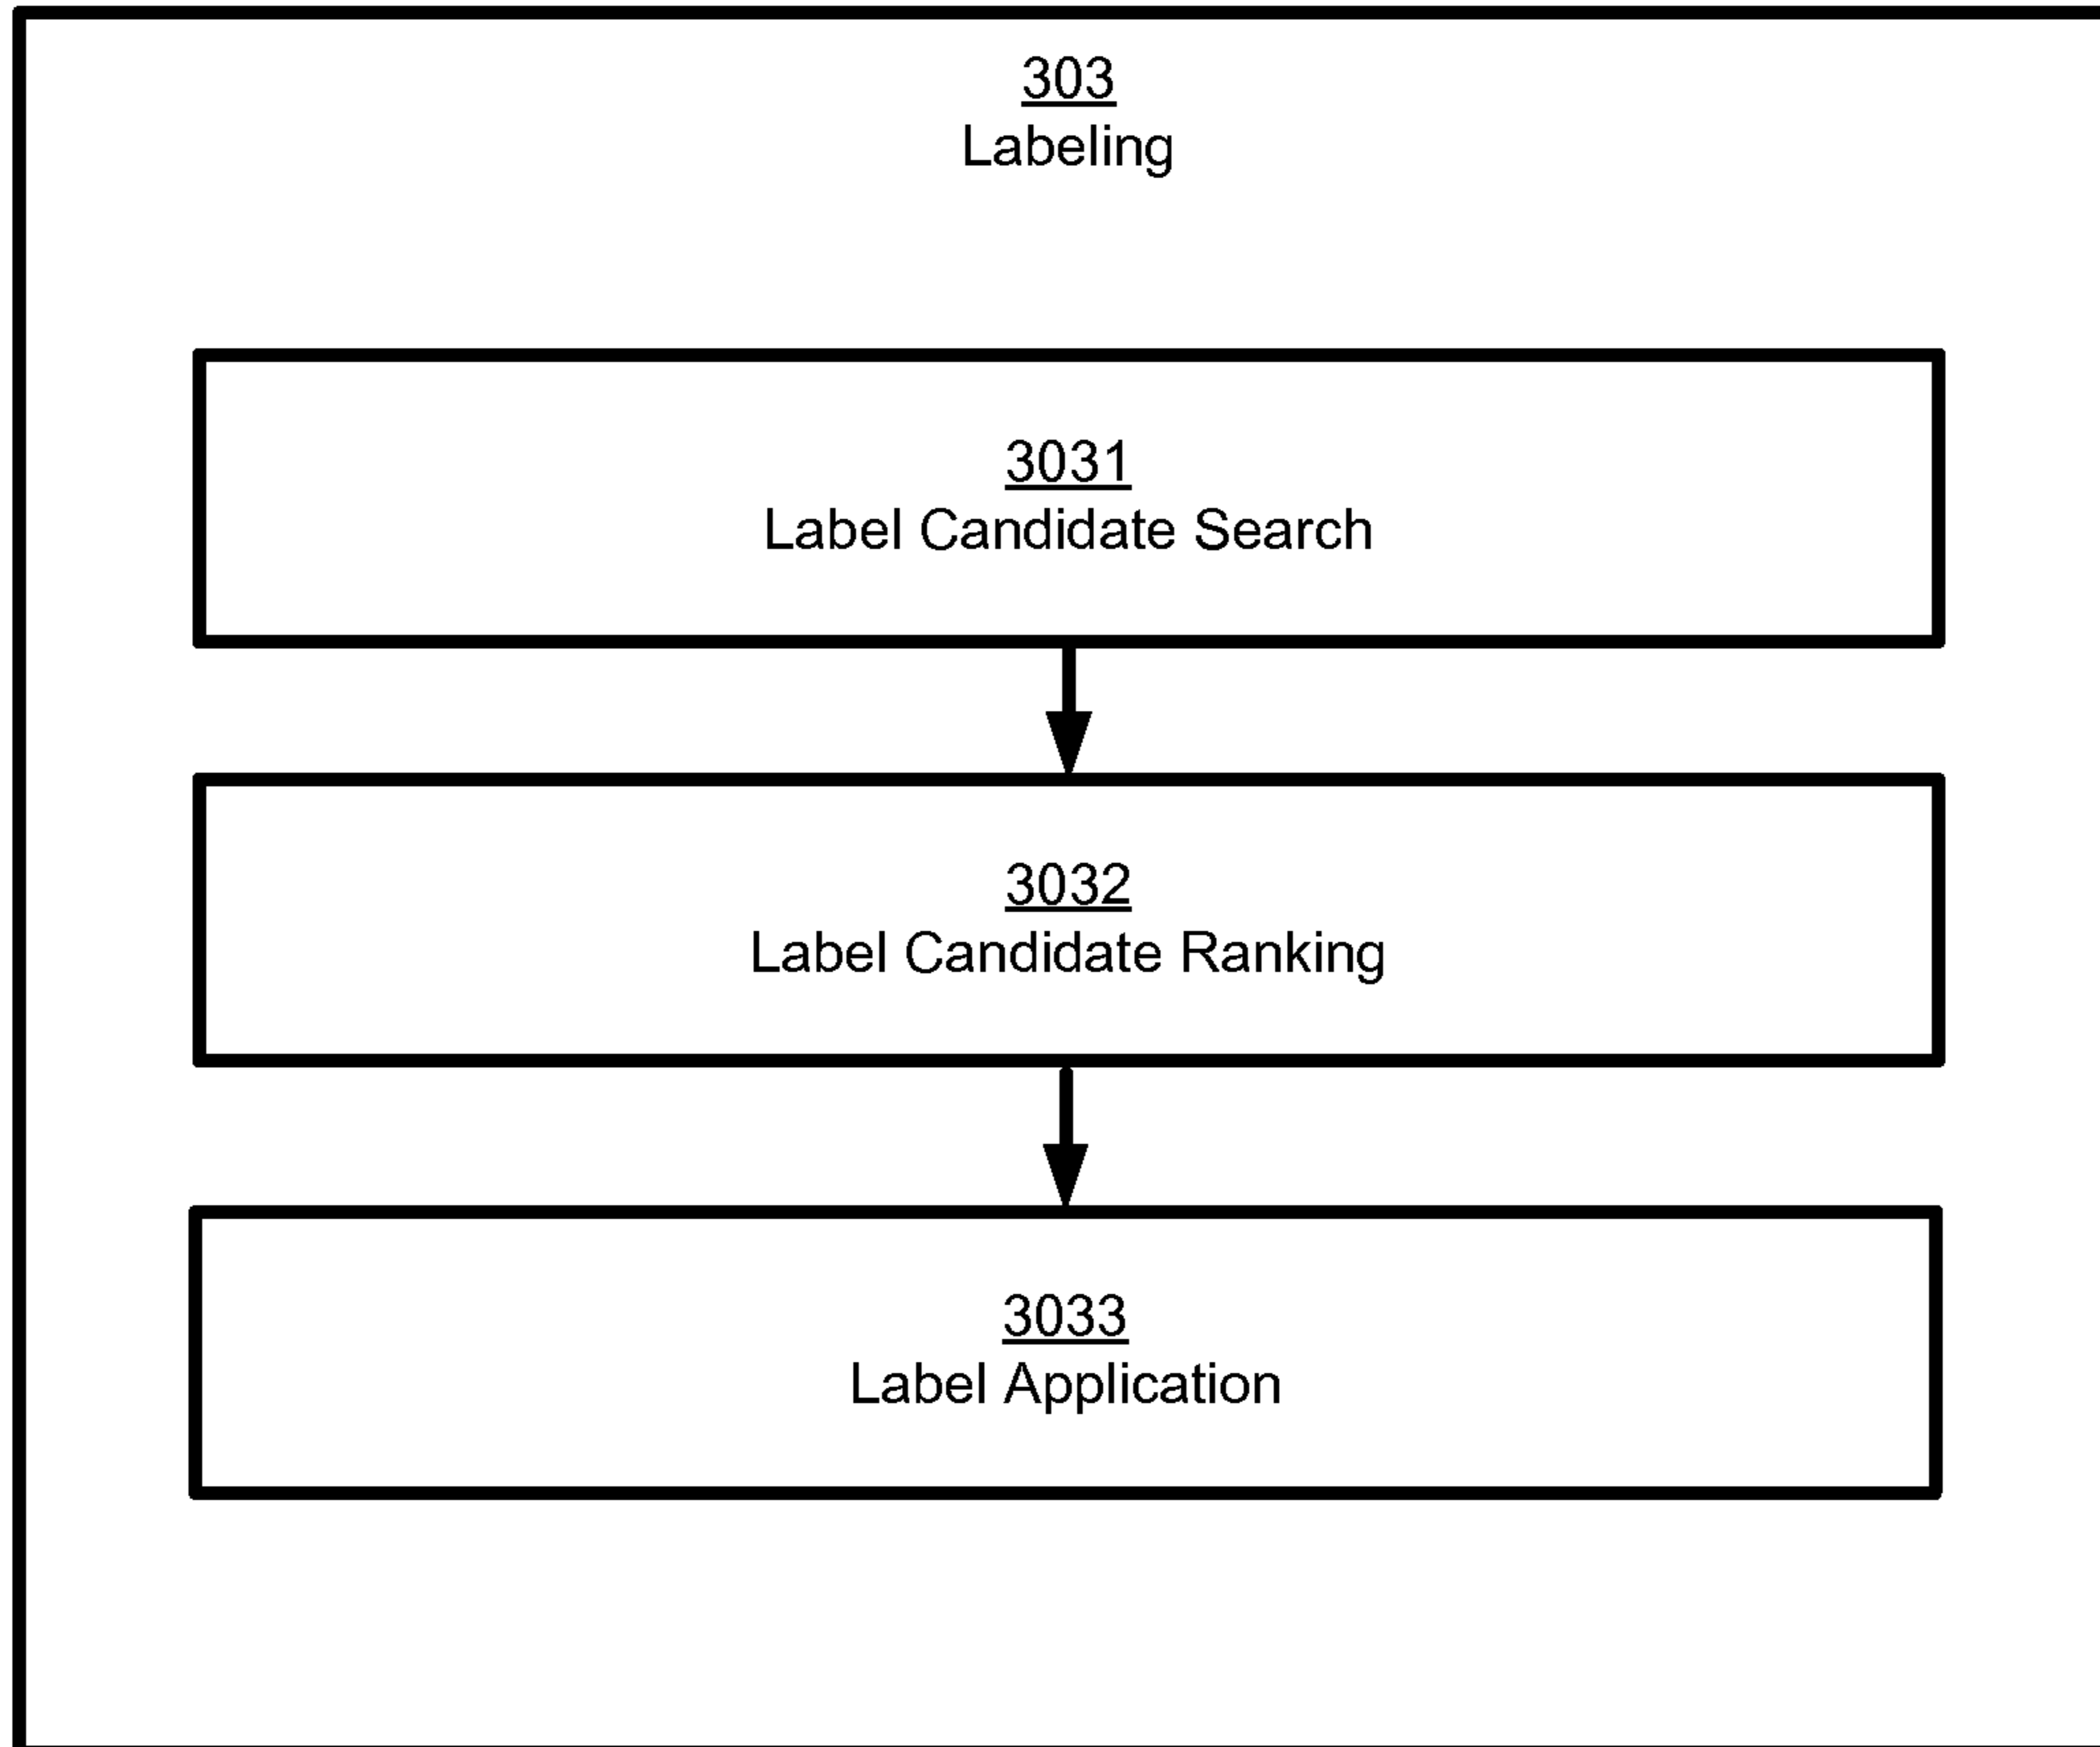 303
Labeling
3031
Label Candidate Search
3032
Label Candidate Ranking
3033
Label Application